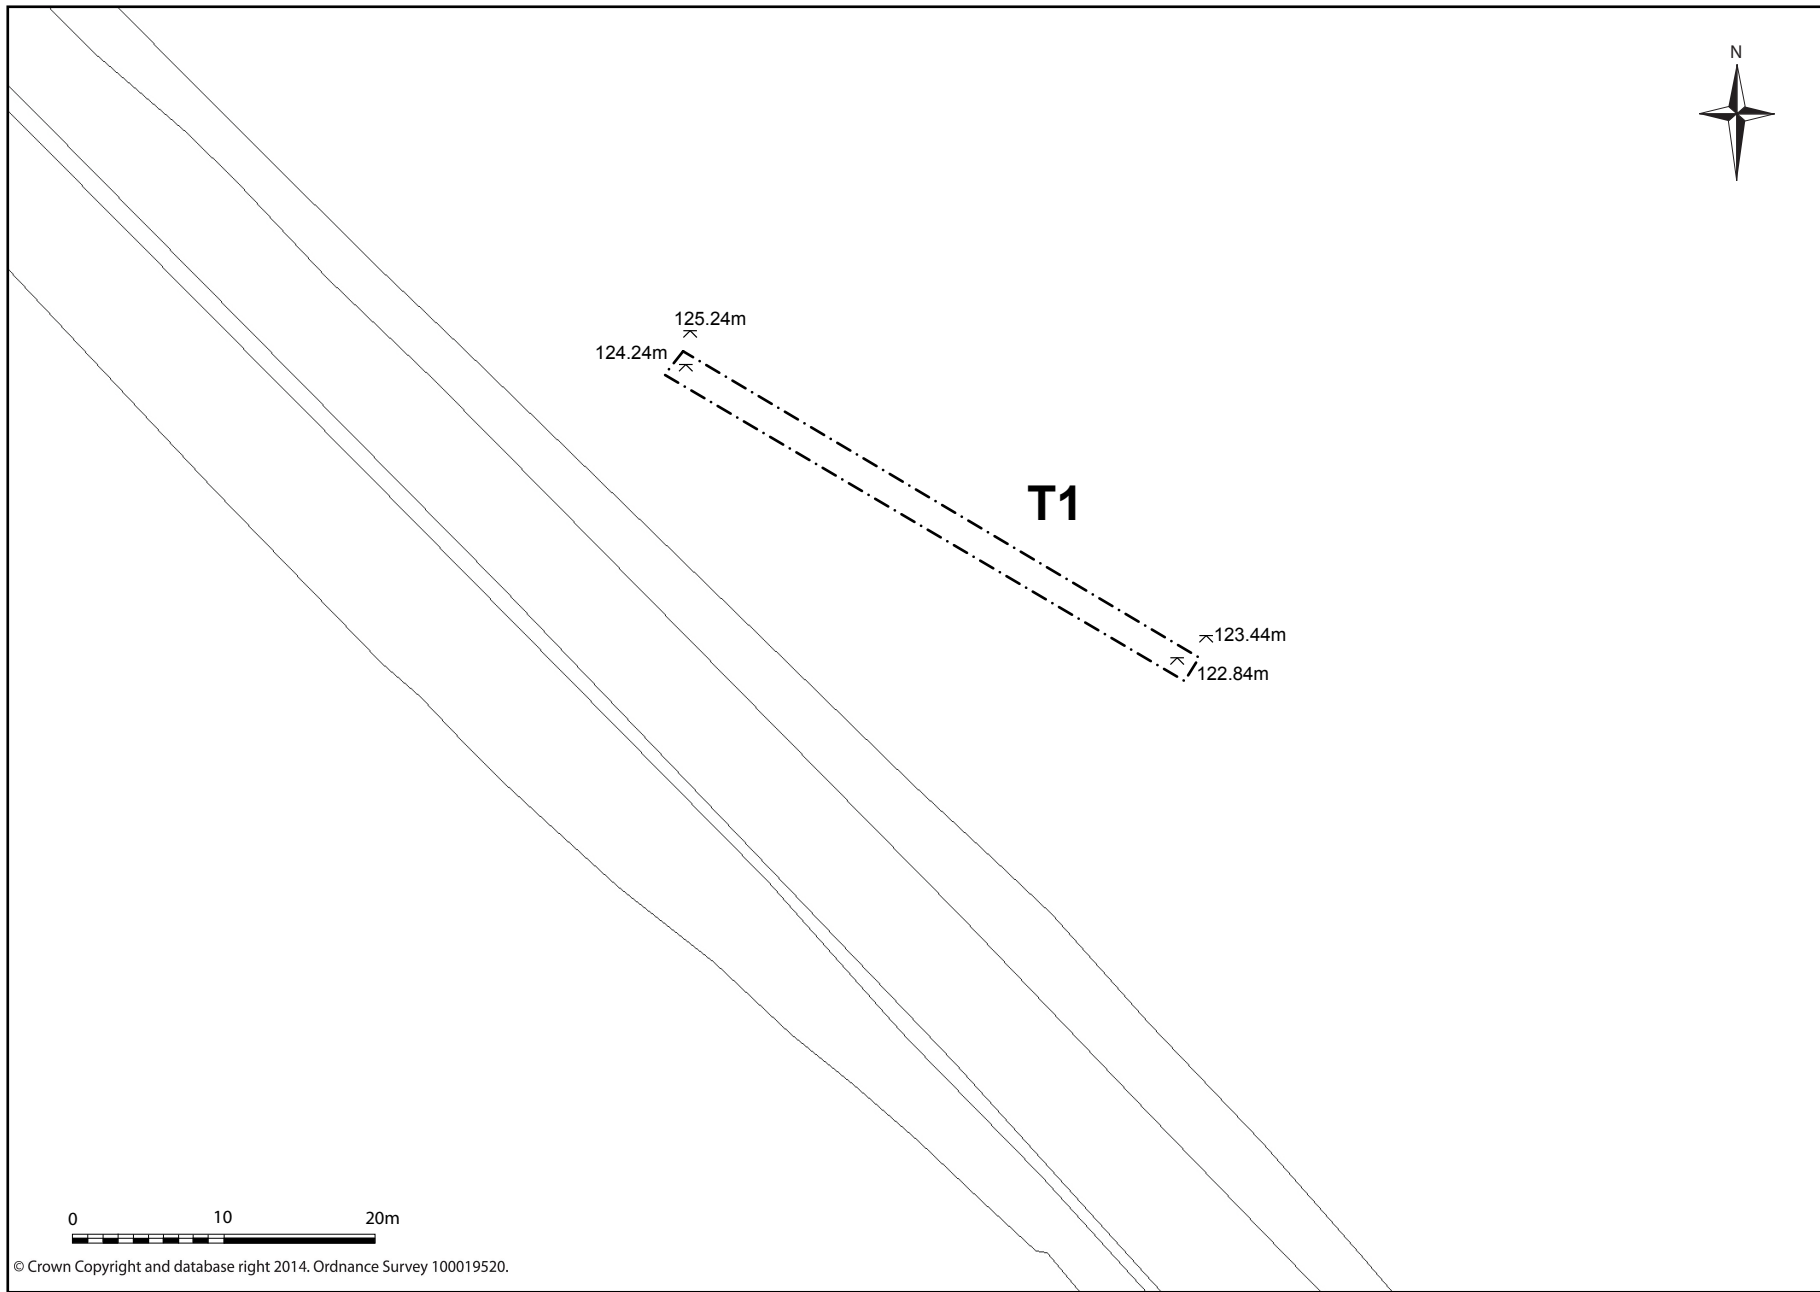 N
125.24m
124.24m
T1
123.44m
122.84m
0 10 20m
© Crown Copyright and database right 2014. Ordnance Survey 100019520.